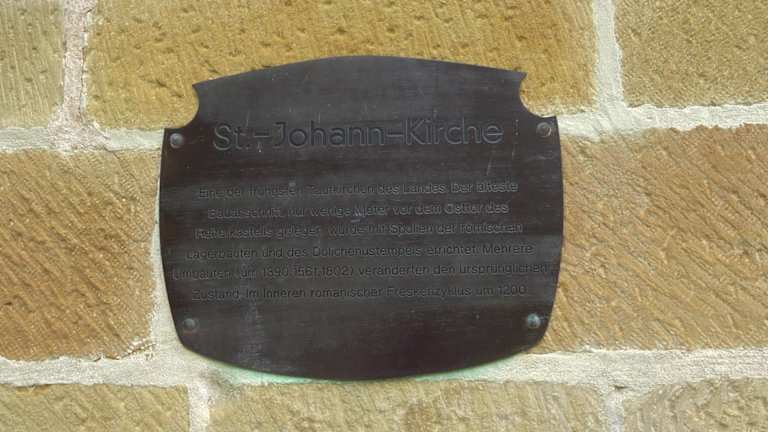 St.-Johann-Kirche
Eine der frühesten Taufkirchen des Landes. Der älteste
Bauabschnitt, nur wenige Meter vor dem Osttor des
Reiterkastells gelegen, wurde mit Spolien der römischen
Lagerbauten und des Dolichenustempels errichtet. Mehrere
Umbauten (um 1390, 1561, 1802) veränderten den ursprünglichen
Zustand. Im Inneren romanischer Freskenzyklus um 1200.